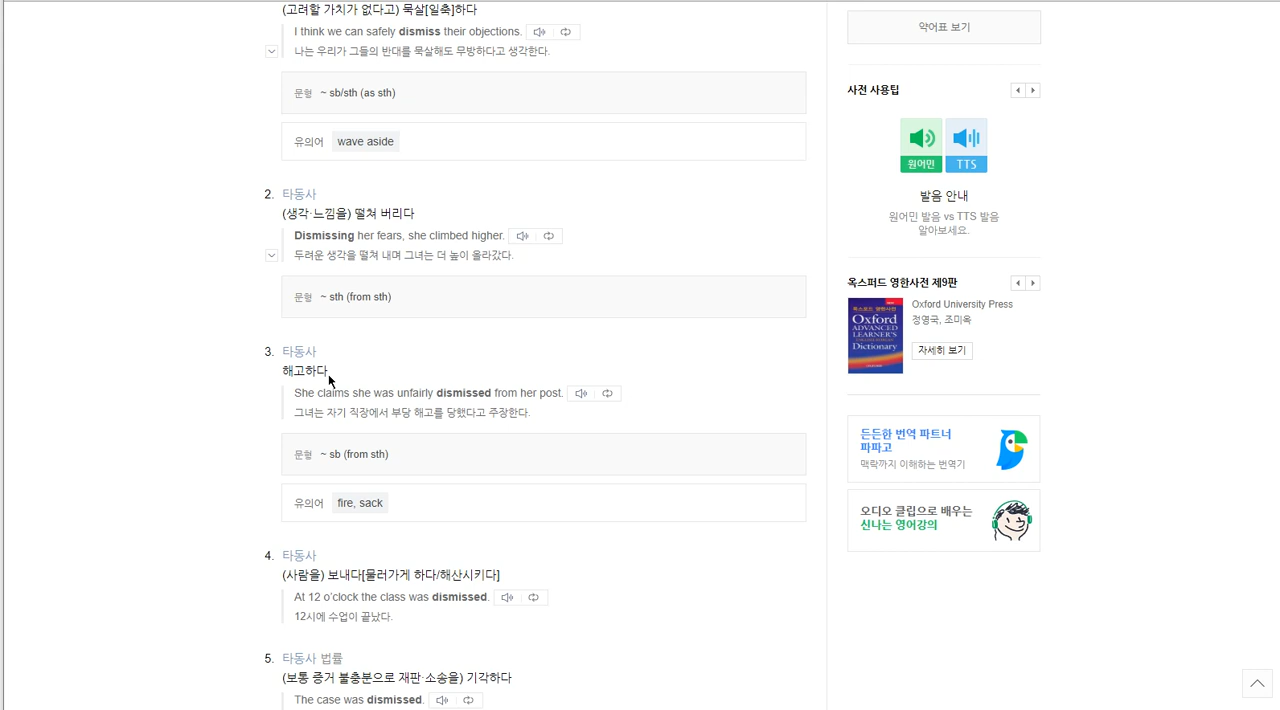 (고려할 가치가 없다고) 묵살[일축]하다
I think we can safely dismiss their objections.
나는 우리가 그들의 반대를 묵살해도 무방하다고 생각한다.
문형 ~ sb/sth (as sth)
유의어 wave aside
2. 타동사
(생각·느낌을) 떨쳐 버리다
Dismissing her fears, she climbed higher.
두려운 생각을 떨쳐 내며 그녀는 더 높이 올라갔다.
문형 ~ sth (from sth)
3. 타동사
해고하다
She claims she was unfairly dismissed from her post.
그녀는 자기 직장에서 부당 해고를 당했다고 주장한다.
문형 ~ sb (from sth)
유의어 fire, sack
4. 타동사
(사람을) 보내다[물러가게 하다/해산시키다]
At 12 o'clock the class was dismissed.
12시에 수업이 끝났다.
5. 타동사 법률
(보통 증거 불충분으로 재판·소송을) 기각하다
The case was dismissed.
약어표 보기
사전 사용팁
원어민 TTS
발음 안내
원어민 발음 vs TTS 발음
알아보세요.
옥스퍼드 영한사전 제9판
Oxford
ADVANCED
LEARNER'S
Dictionary
Oxford University Press
정영국, 조미옥
자세히 보기
든든한 번역 파트너
파파고
맥락까지 이해하는 번역기
오디오 클립으로 배우는
신나는 영어강의